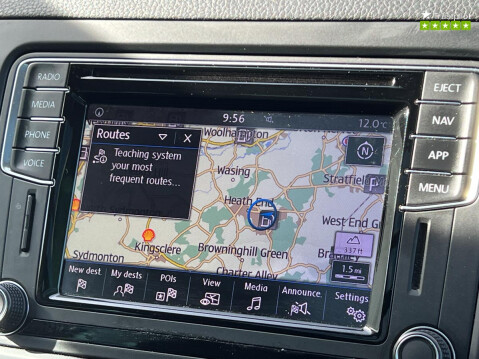 RADIO
MEDIA
PHONE
VOICE
EJECT
NAV
APP
MENU
9:56
12.0°C
Routes
Teaching system
your most
frequent routes...
N
Wasing
Stratfield
Heath End
West End G
Kingsclere
Browninghill Green
Sydmonton
Charter Alley
337 ft
1.5 mi
New dest.
My dests.
POIs
View
Media
Announce.
Settings